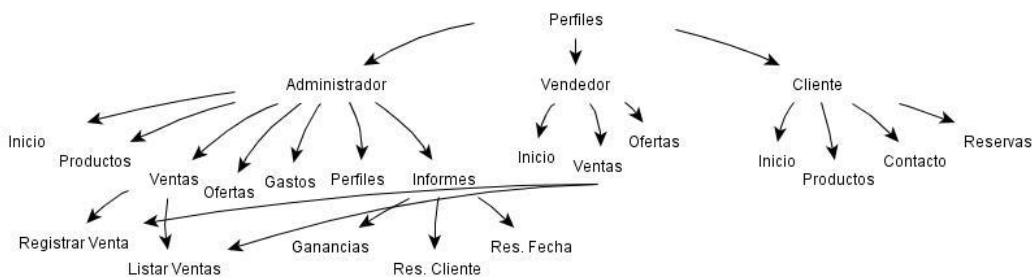 Perfiles
Administrador
Vendedor
Cliente
Inicio
Productos
Ventas
Ofertas
Gastos
Perfiles
Informes
Inicio
Ventas
Ofertas
Inicio
Productos
Contacto
Reservas
Registrar Venta
Listar Ventas
Ganancias
Res. Cliente
Res. Fecha